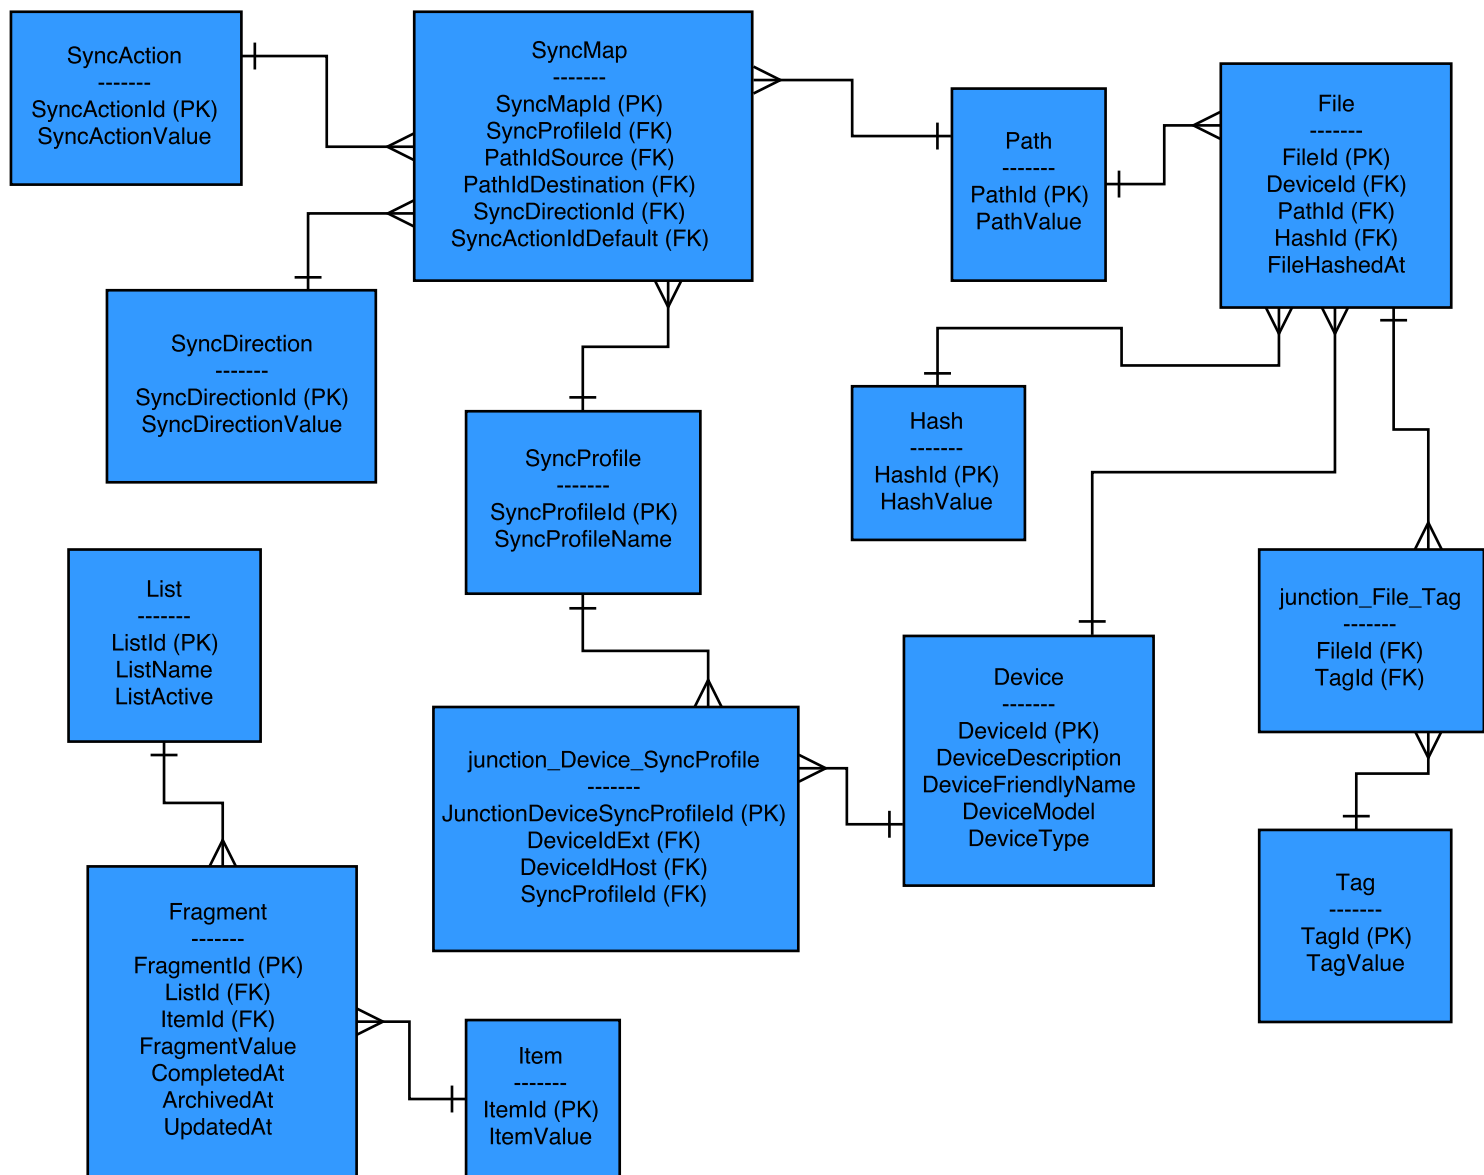 SyncAction
-------
SyncActionId (PK)
SyncActionValue
SyncMap
-------
SyncMapId (PK)
SyncProfileId (FK)
PathIdSource (FK)
PathIdDestination (FK)
SyncDirectionId (FK)
SyncActionIdDefault (FK)
Path
-------
PathId (PK)
PathValue
File
-------
FileId (PK)
DeviceId (FK)
PathId (FK)
HashId (FK)
FileHashedAt
SyncDirection
-------
SyncDirectionId (PK)
SyncDirectionValue
SyncProfile
-------
SyncProfileId (PK)
SyncProfileName
Hash
-------
HashId (PK)
HashValue
List
-------
ListId (PK)
ListName
ListActive
junction_Device_SyncProfile
-------
JunctionDeviceSyncProfileId (PK)
DeviceIdExt (FK)
DeviceIdHost (FK)
SyncProfileId (FK)
Device
-------
DeviceId (PK)
DeviceDescription
DeviceFriendlyName
DeviceModel
DeviceType
junction_File_Tag
-------
FileId (FK)
TagId (FK)
Fragment
-------
FragmentId (PK)
ListId (FK)
ItemId (FK)
FragmentValue
CompletedAt
ArchivedAt
UpdatedAt
Item
-------
ItemId (PK)
ItemValue
Tag
-------
TagId (PK)
TagValue